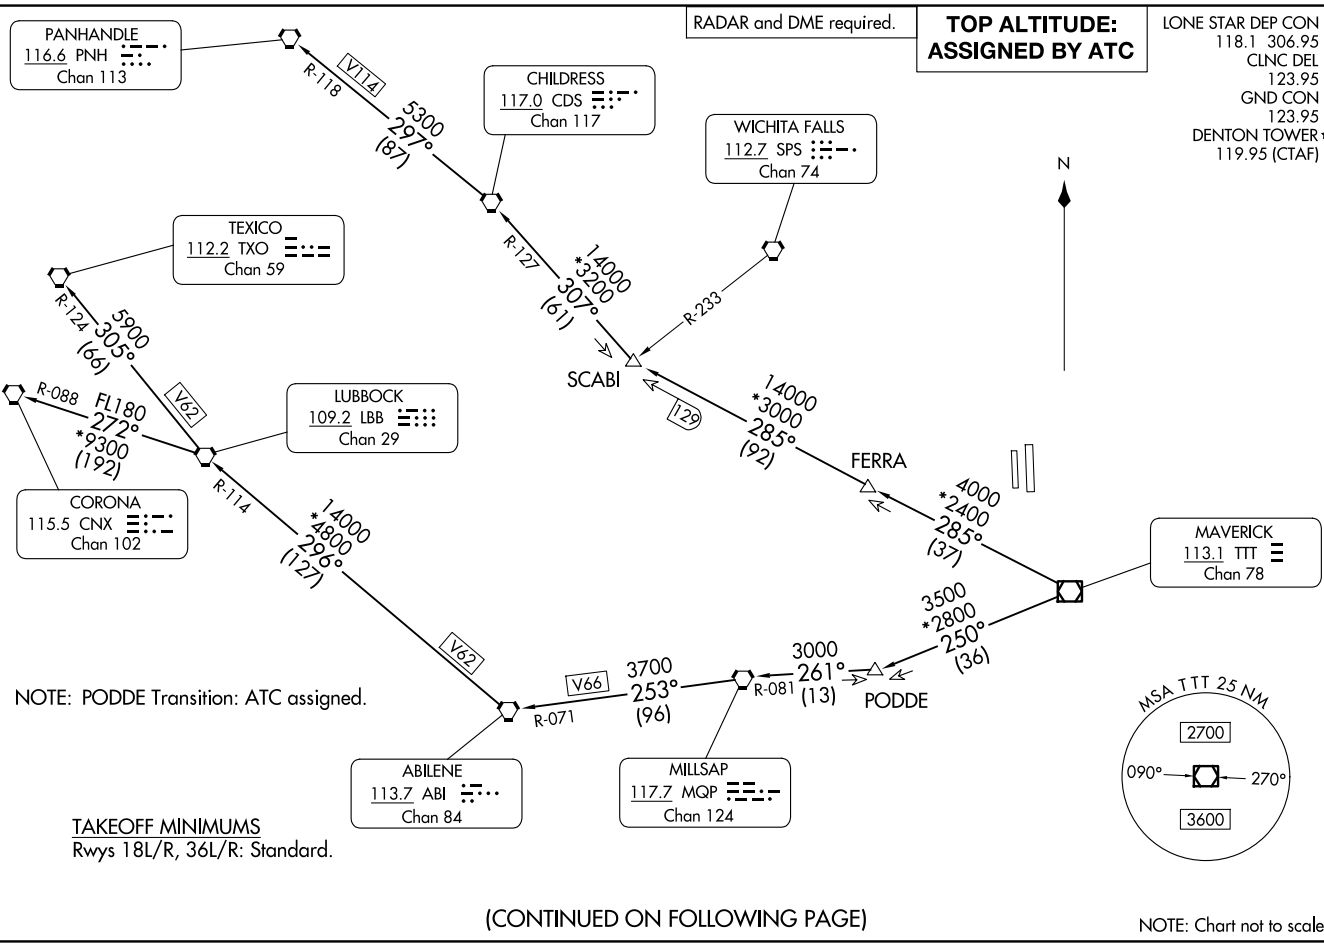 PANHANDLE
116.6 PNH
Chan 113
RADAR and DME required.
TOP ALTITUDE:
ASSIGNED BY ATC
LONE STAR DEP CON
118.1 306.95
CLNC DEL
123.95
GND CON
123.95
DENTON TOWER
119.95 (CTAF)
CHILDRESS
117.0 CDS
Chan 117
WICHITA FALLS
112.7 SPS
Chan 74
N
R-118
V114
5300
297°
(87)
TEXICO
112.2 TXO
Chan 59
R-127
14000
*3200
307°
(61)
R-233
SCABI
129
R-124
5900
305°
(66)
V62
R-088
FL180
272°
*9300
(192)
LUBBOCK
109.2 LBB
Chan 29
14000
*3000
285°
(92)
FERRA
4000
*2400
285°
(37)
CORONA
115.5 CNX
Chan 102
R-114
14000
*4800
296°
(127)
V62
MAVERICK
113.1 TTT
Chan 78
3500
*2800
250°
(36)
PODDE
3000
261°
(13)
R-081
3700
253°
(96)
V66
R-071
NOTE: PODDE Transition: ATC assigned.
ABILENE
113.7 ABI
Chan 84
MILLSAP
117.7 MQP
Chan 124
MSA TTT 25 NM
2700
090°
270°
3600
TAKEOFF MINIMUMS
Rwys 18L/R, 36L/R: Standard.
(CONTINUED ON FOLLOWING PAGE)
NOTE: Chart not to scale